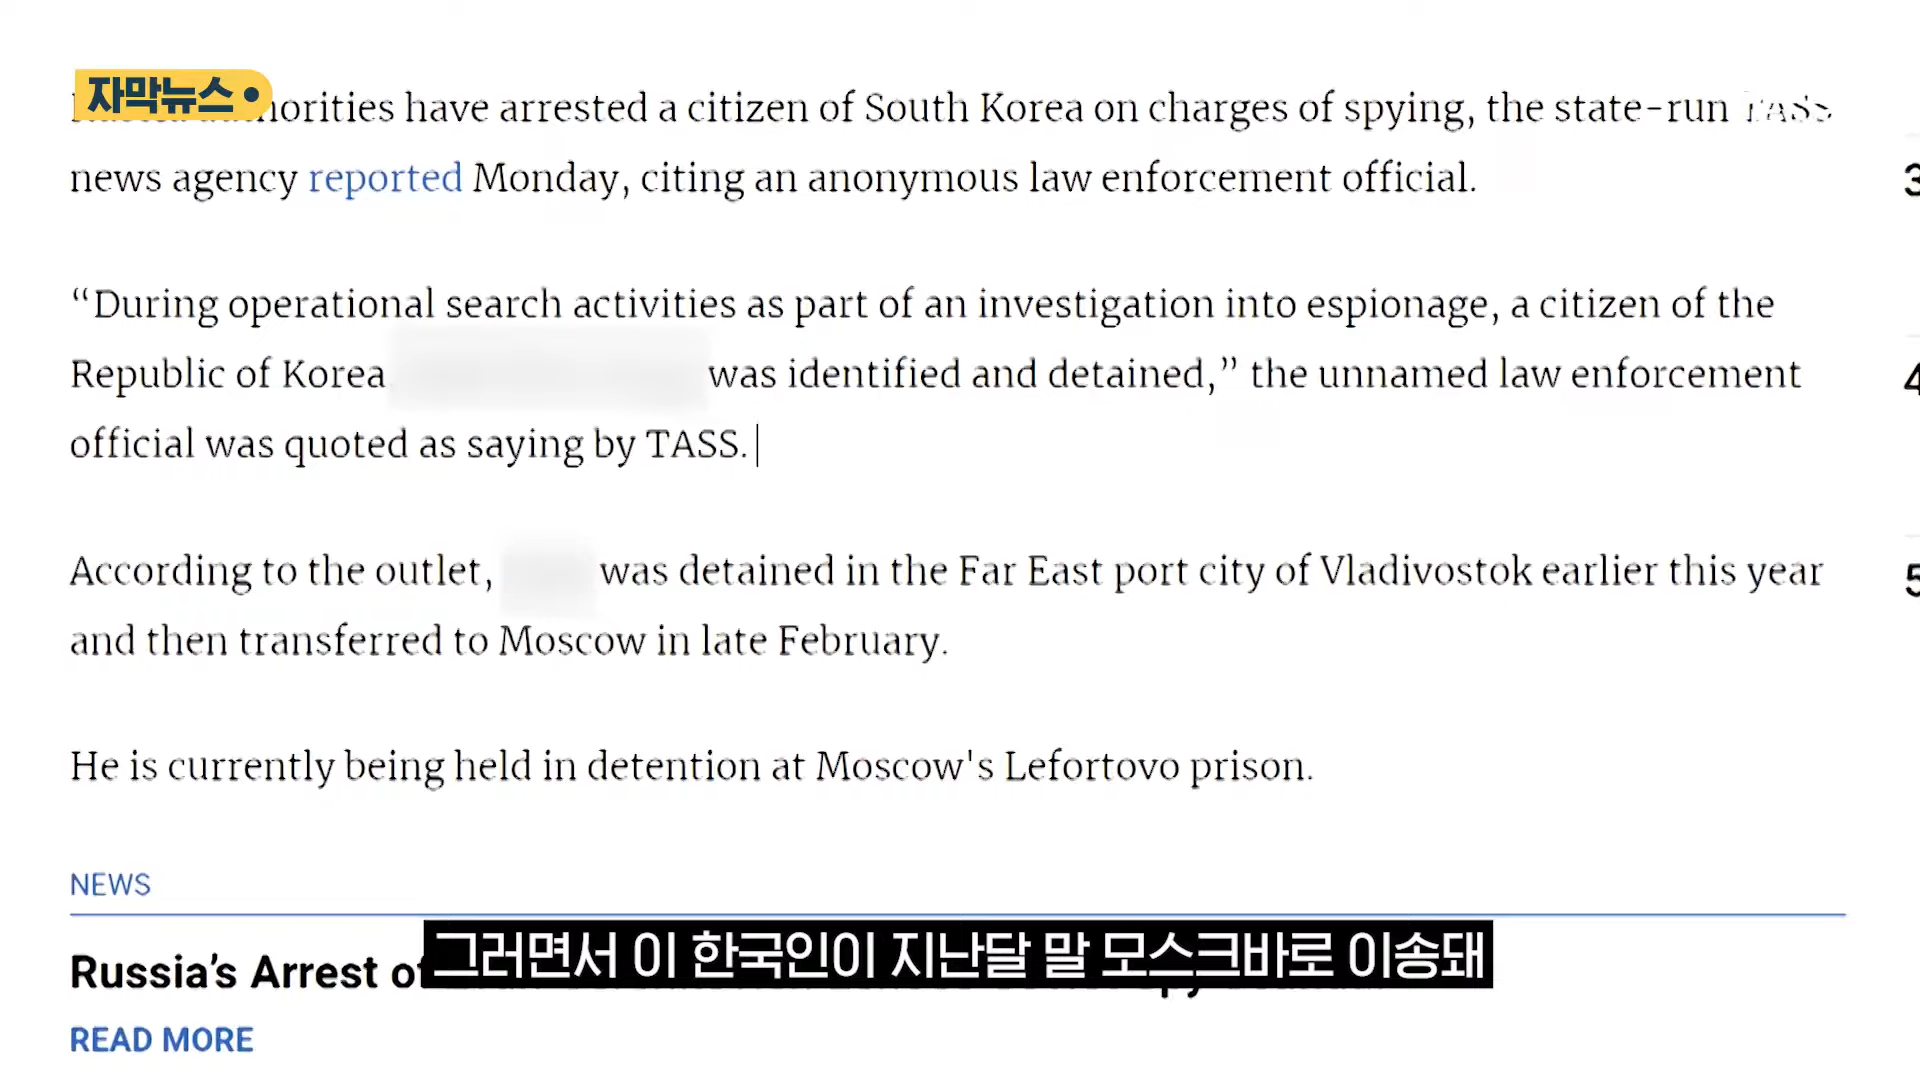 자막뉴스
horities have arrested a citizen of South Korea on charges of spying, the state-run TASS
news agency reported Monday, citing an anonymous law enforcement official.
3
“During operational search activities as part of an investigation into espionage, a citizen of the
Republic of Korea was identified and detained,” the unnamed law enforcement
4
official was quoted as saying by TASS.
According to the outlet, was detained in the Far East port city of Vladivostok earlier this year
5
and then transferred to Moscow in late February.
He is currently being held in detention at Moscow's Lefortovo prison.
NEWS
Russia’s Arrest of
그러면서 이 한국인이 지난달 말 모스크바로 이송돼
READ MORE